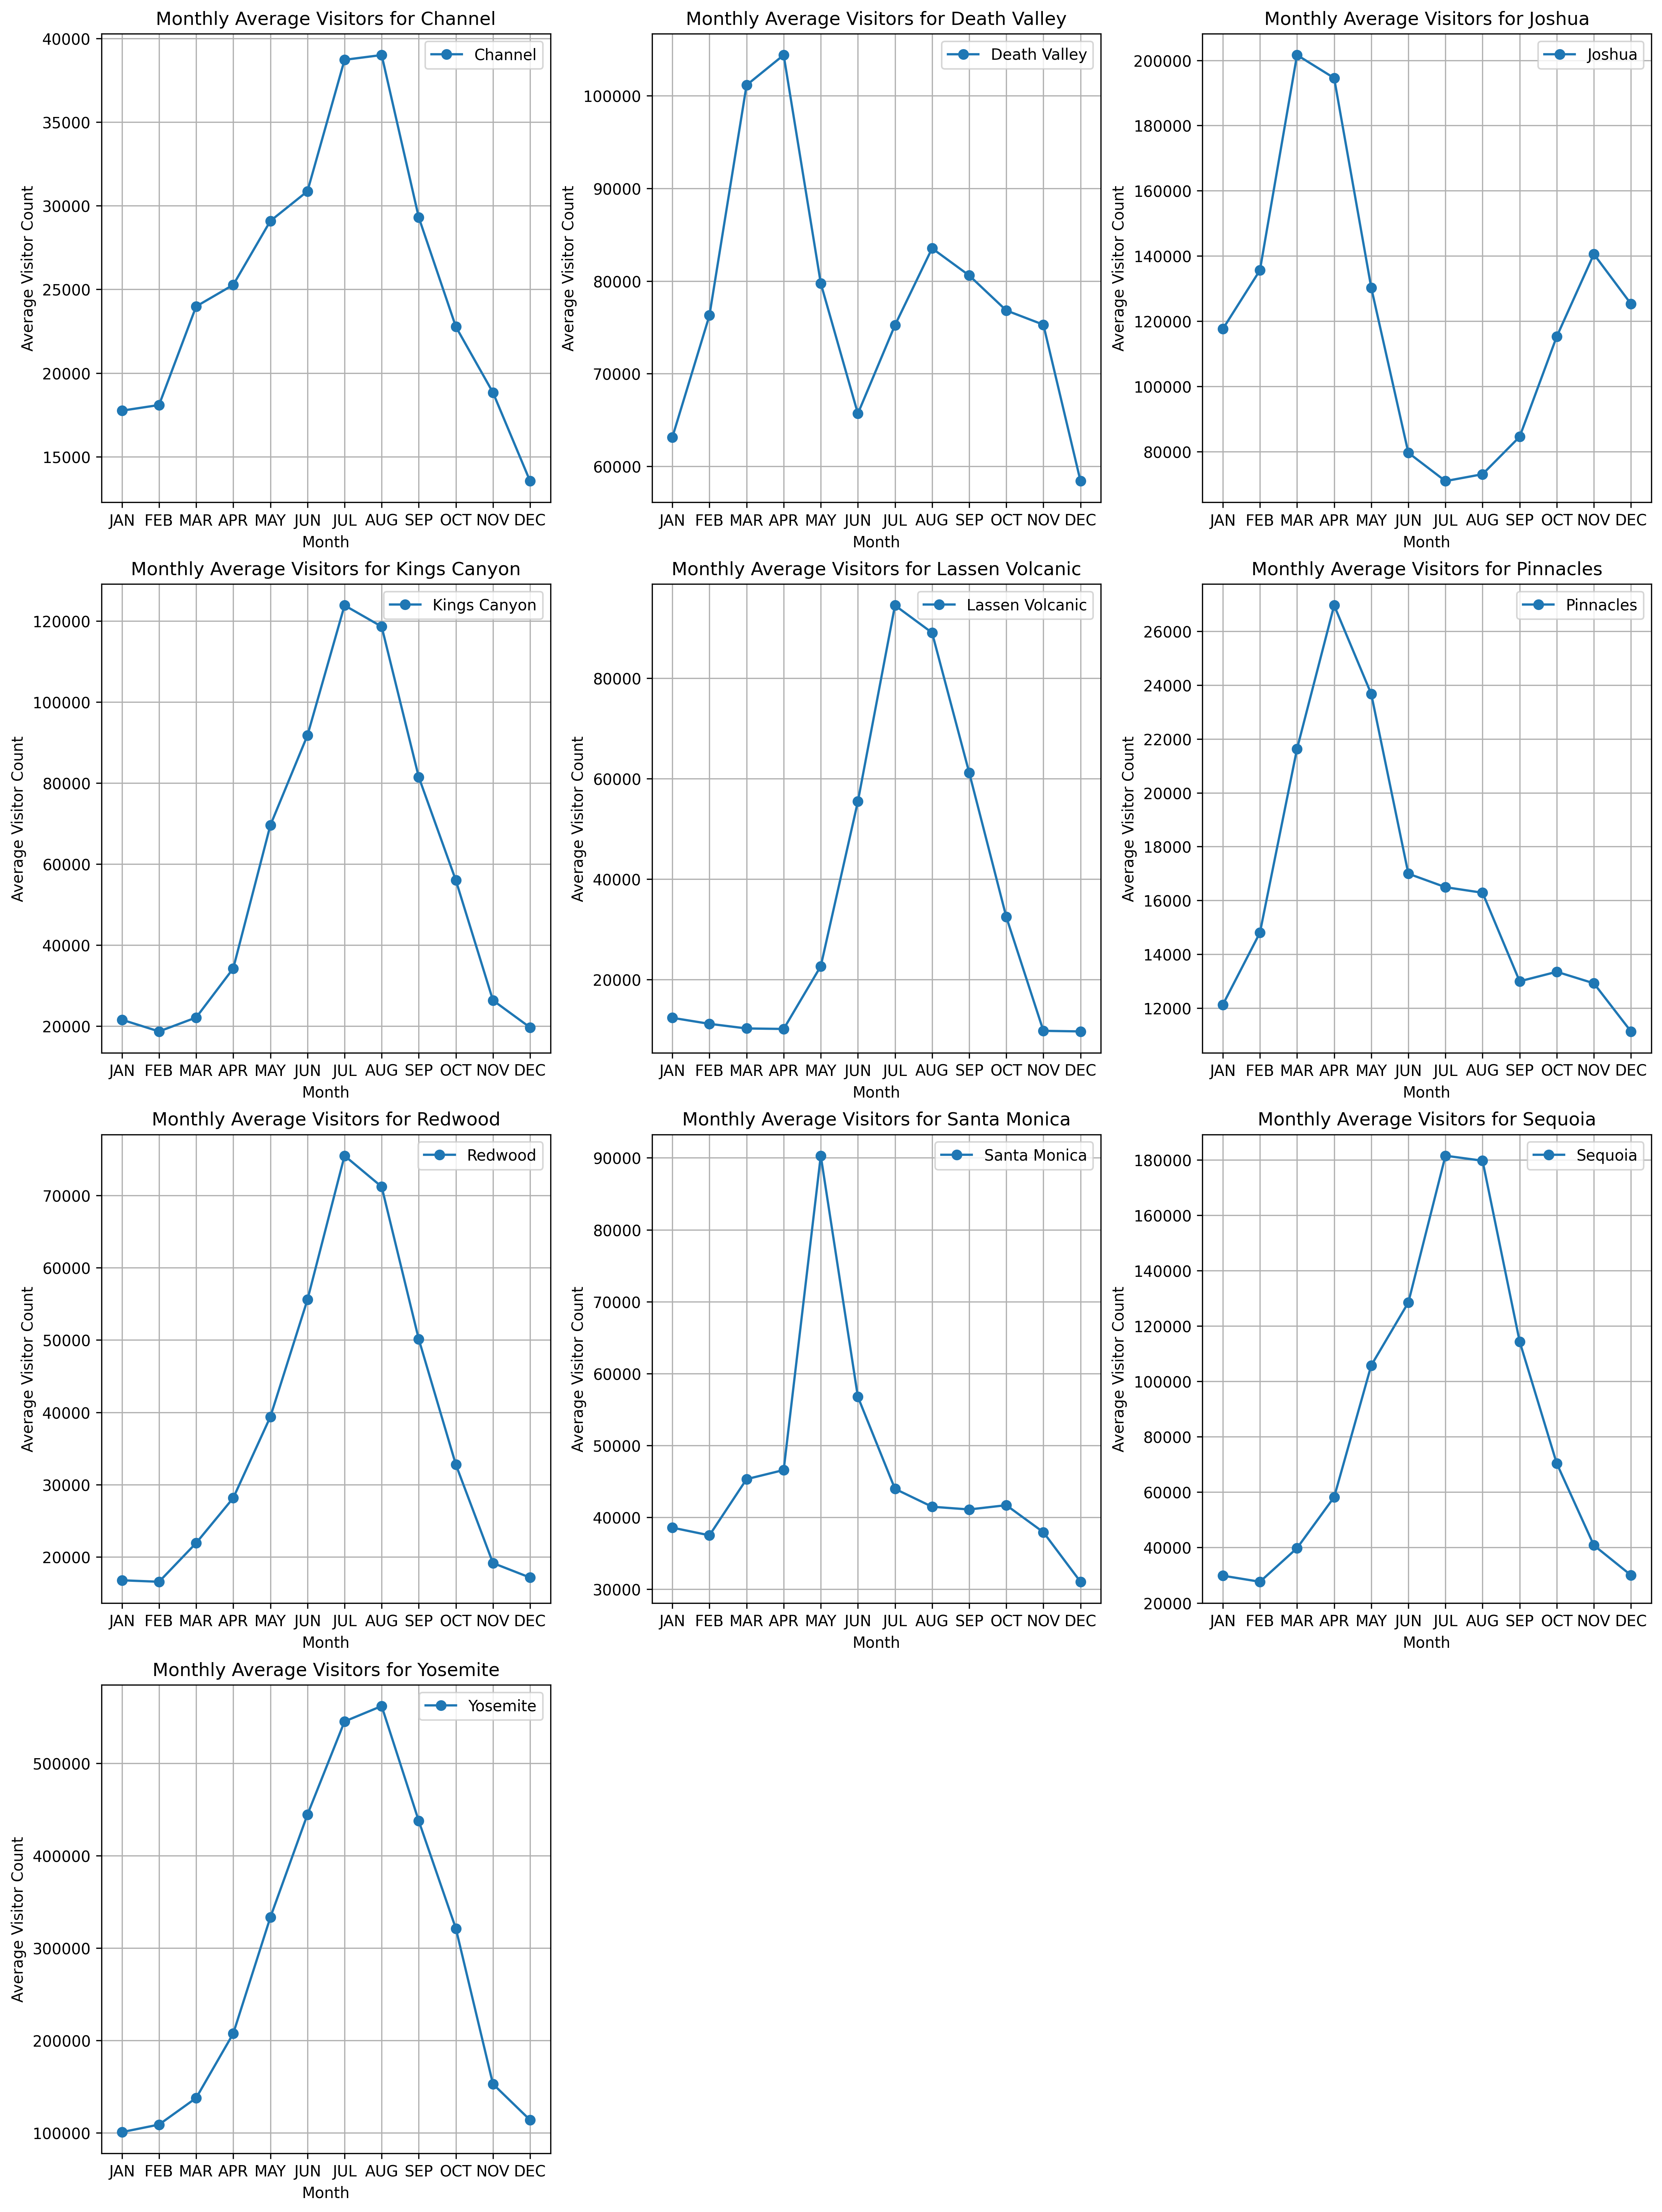 Monthly Average Visitors for Channel
Channel
40000
35000
30000
25000
20000
15000
Average Visitor Count
JAN FEB MAR APR MAY JUN JUL AUG SEP OCT NOV DEC
Month
Monthly Average Visitors for Death Valley
Death Valley
100000
90000
80000
70000
60000
Average Visitor Count
JAN FEB MAR APR MAY JUN JUL AUG SEP OCT NOV DEC
Month
Monthly Average Visitors for Joshua
Joshua
200000
180000
160000
140000
120000
100000
80000
Average Visitor Count
JAN FEB MAR APR MAY JUN JUL AUG SEP OCT NOV DEC
Month
Monthly Average Visitors for Kings Canyon
Kings Canyon
120000
100000
80000
60000
40000
20000
Average Visitor Count
JAN FEB MAR APR MAY JUN JUL AUG SEP OCT NOV DEC
Month
Monthly Average Visitors for Lassen Volcanic
Lassen Volcanic
80000
60000
40000
20000
Average Visitor Count
JAN FEB MAR APR MAY JUN JUL AUG SEP OCT NOV DEC
Month
Monthly Average Visitors for Pinnacles
Pinnacles
26000
24000
22000
20000
18000
16000
14000
12000
Average Visitor Count
JAN FEB MAR APR MAY JUN JUL AUG SEP OCT NOV DEC
Month
Monthly Average Visitors for Redwood
Redwood
70000
60000
50000
40000
30000
20000
Average Visitor Count
JAN FEB MAR APR MAY JUN JUL AUG SEP OCT NOV DEC
Month
Monthly Average Visitors for Santa Monica
Santa Monica
90000
80000
70000
60000
50000
40000
30000
Average Visitor Count
JAN FEB MAR APR MAY JUN JUL AUG SEP OCT NOV DEC
Month
Monthly Average Visitors for Sequoia
Sequoia
180000
160000
140000
120000
100000
80000
60000
40000
20000
Average Visitor Count
JAN FEB MAR APR MAY JUN JUL AUG SEP OCT NOV DEC
Month
Monthly Average Visitors for Yosemite
Yosemite
500000
400000
300000
200000
100000
Average Visitor Count
JAN FEB MAR APR MAY JUN JUL AUG SEP OCT NOV DEC
Month